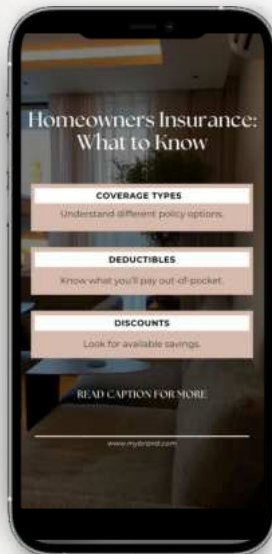 Homeowners Insurance:
What to Know
COVERAGE TYPES
Understand different policy options.
DEDUCTIBLES
Know what you'll pay out-of-pocket.
DISCOUNTS
Look for available savings.
READ CAPTION FOR MORE
www.mybrand.com